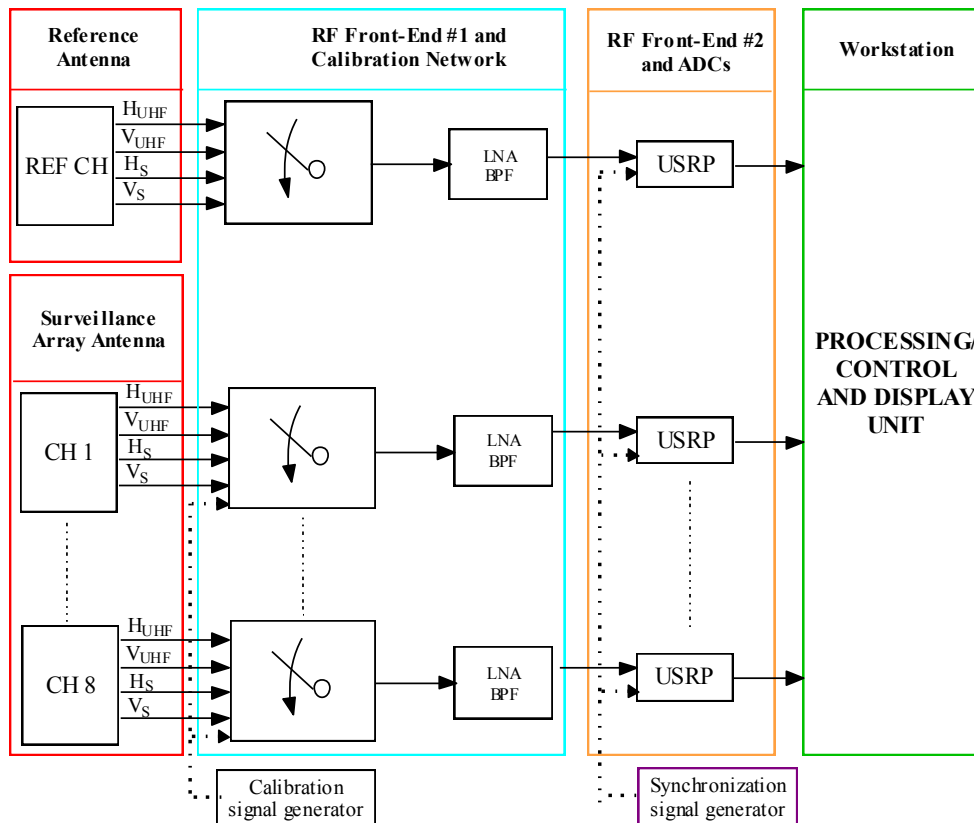 Reference
Antenna
RF Front-End #1 and
Calibration Network
RF Front-End #2
and ADCs
Workstation
REF CH
H_UHF
V_UHF
H_S
V_S
LNA
BPF
USRP
Surveillance
Array Antenna
CH 1
H_UHF
V_UHF
H_S
V_S
LNA
BPF
USRP
PROCESSING/
CONTROL
AND DISPLAY
UNIT
CH 8
H_UHF
V_UHF
H_S
V_S
LNA
BPF
USRP
Calibration
signal generator
Synchronization
signal generator